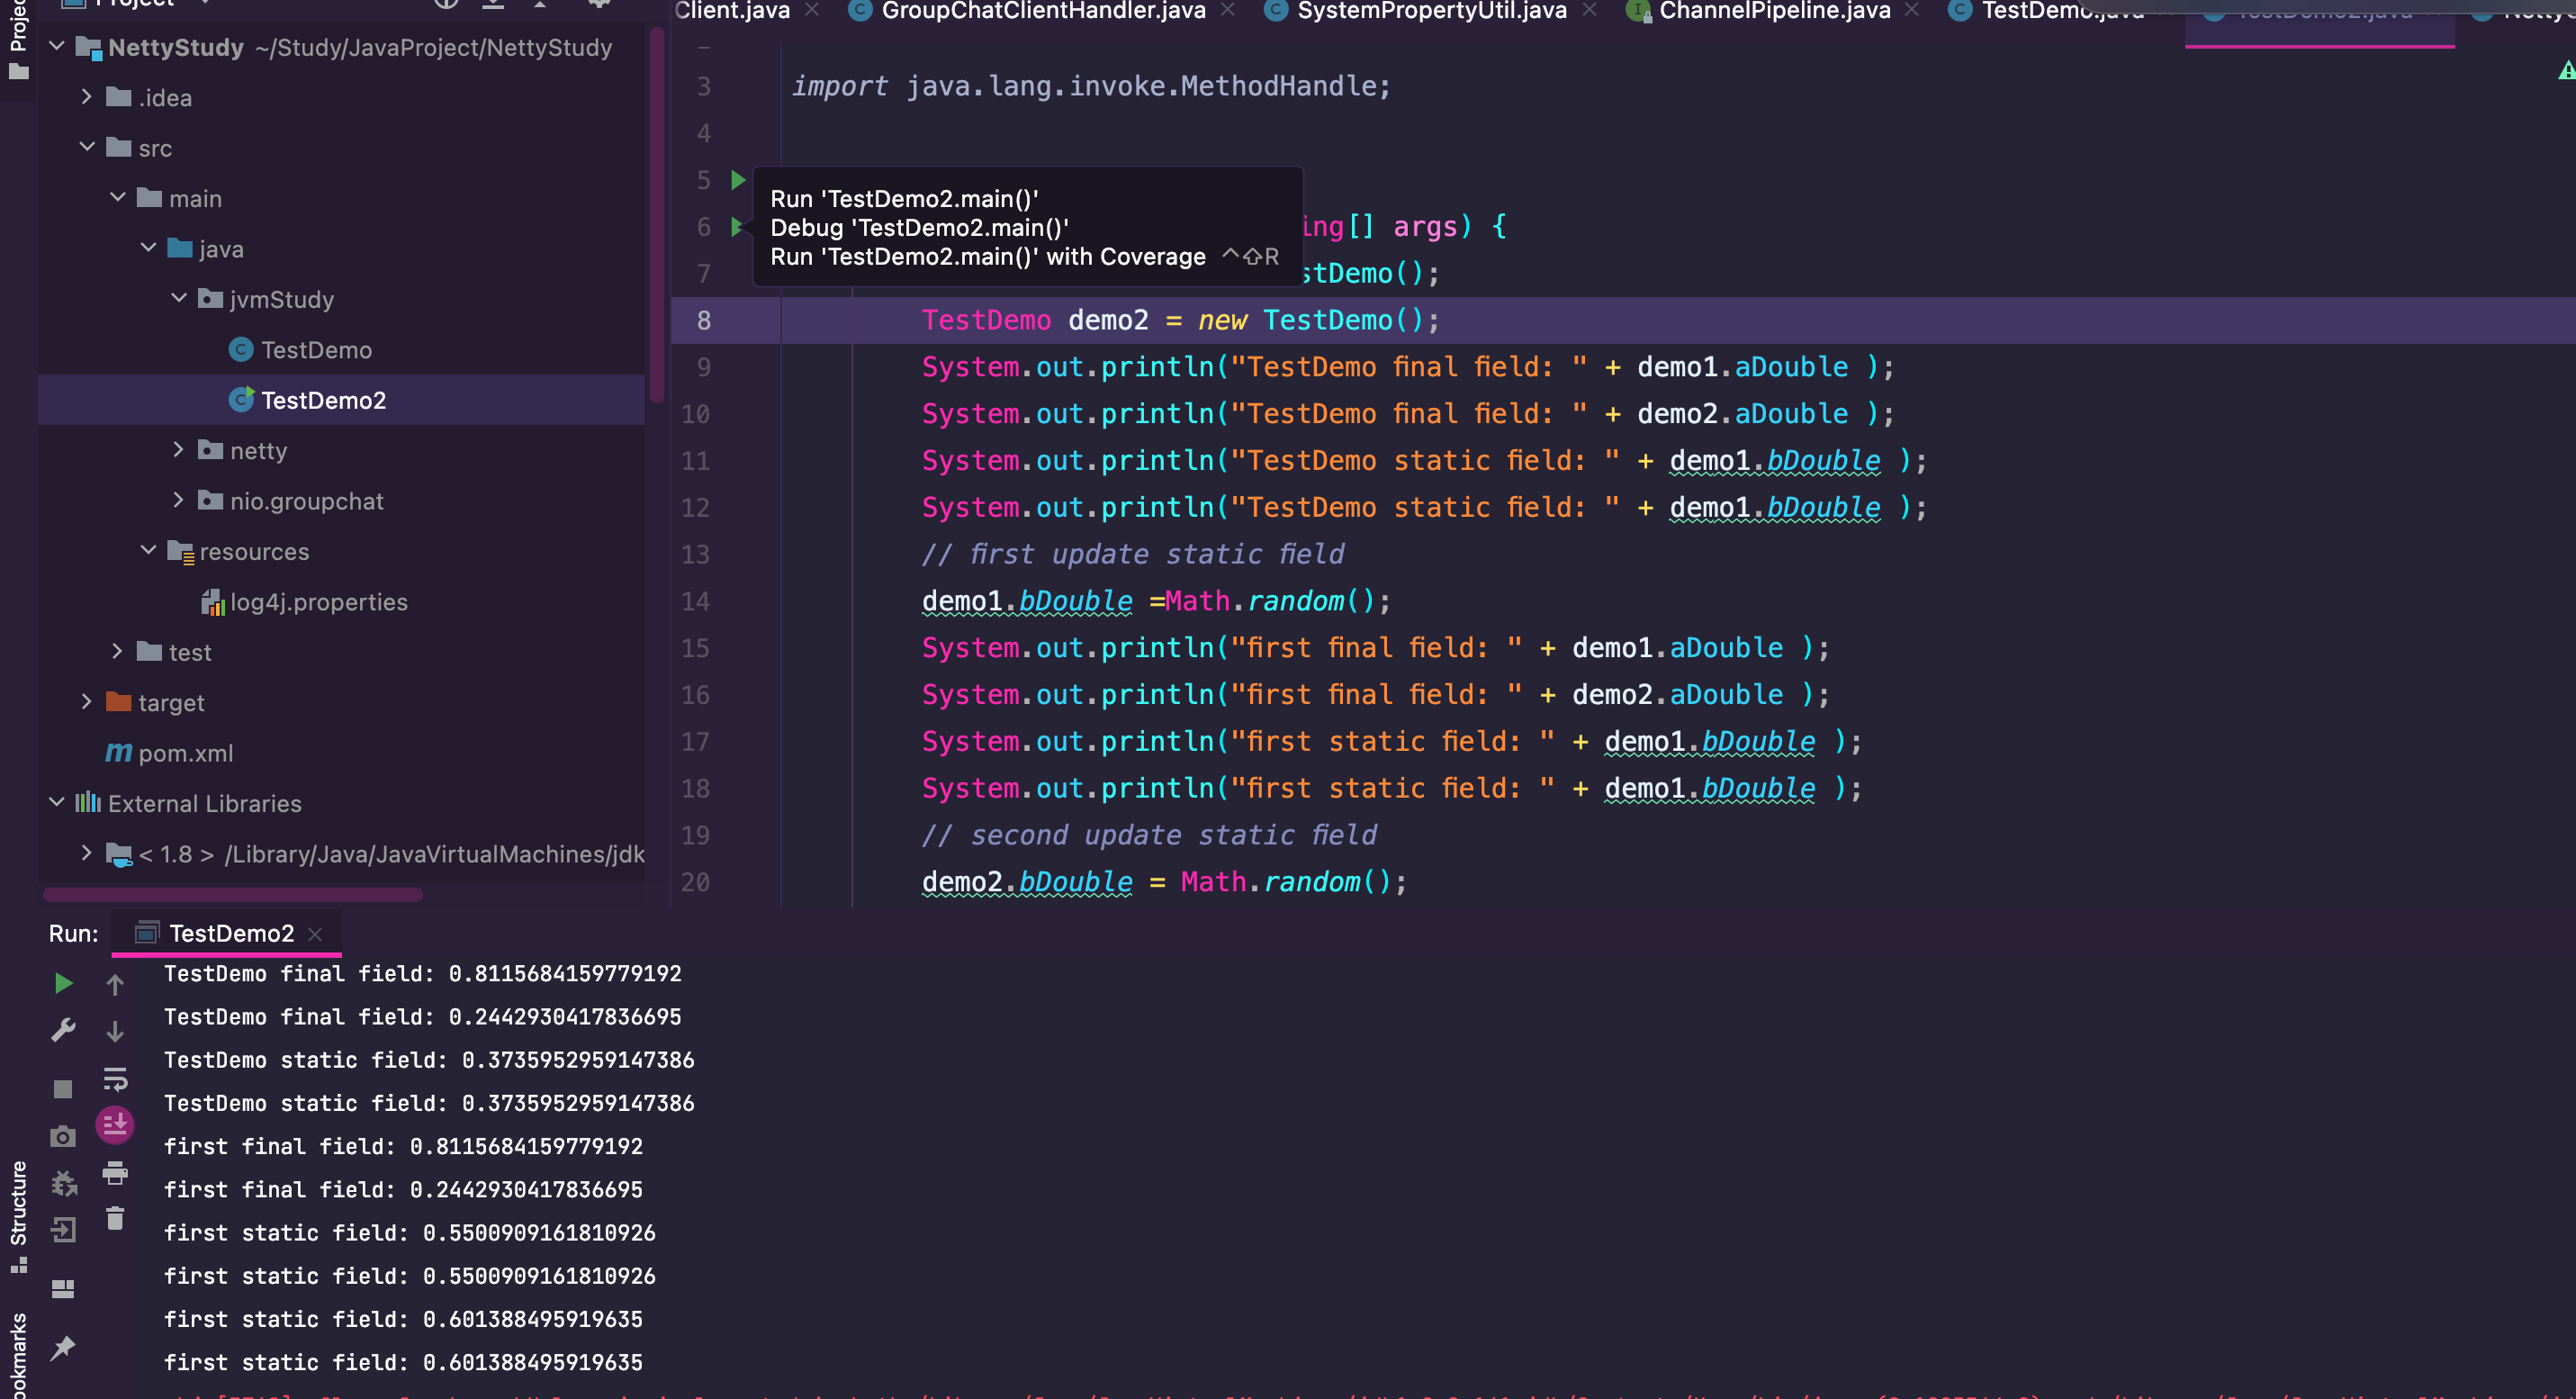 Project
NettyStudy ~/Study/JavaProject/NettyStudy
.idea
src
main
java
jvmStudy
TestDemo
TestDemo2
netty
nio.groupchat
resources
log4j.properties
test
target
pom.xml
External Libraries
< 1.8 > /Library/Java/JavaVirtualMachines/jdk
Client.java GroupChatClientHandler.java SystemPropertyUtil.java ChannelPipeline.java TestDemo.java TestDemo2.java
3 import java.lang.invoke.MethodHandle;
4
5
Run 'TestDemo2.main()'
Debug 'TestDemo2.main()'
Run 'TestDemo2.main()' with Coverage ^⇧R
6 ing[] args) {
7 stDemo();
8 TestDemo demo2 = new TestDemo();
9 System.out.println("TestDemo final field: " + demo1.aDouble );
10 System.out.println("TestDemo final field: " + demo2.aDouble );
11 System.out.println("TestDemo static field: " + demo1.bDouble );
12 System.out.println("TestDemo static field: " + demo1.bDouble );
13 // first update static field
14 demo1.bDouble =Math.random();
15 System.out.println("first final field: " + demo1.aDouble );
16 System.out.println("first final field: " + demo2.aDouble );
17 System.out.println("first static field: " + demo1.bDouble );
18 System.out.println("first static field: " + demo1.bDouble );
19 // second update static field
20 demo2.bDouble = Math.random();
Run: TestDemo2
TestDemo final field: 0.8115684159779192
TestDemo final field: 0.2442930417836695
TestDemo static field: 0.3735952959147386
TestDemo static field: 0.3735952959147386
first final field: 0.8115684159779192
first final field: 0.2442930417836695
first static field: 0.5500909161810926
first static field: 0.5500909161810926
first static field: 0.601388495919635
first static field: 0.601388495919635
Structure